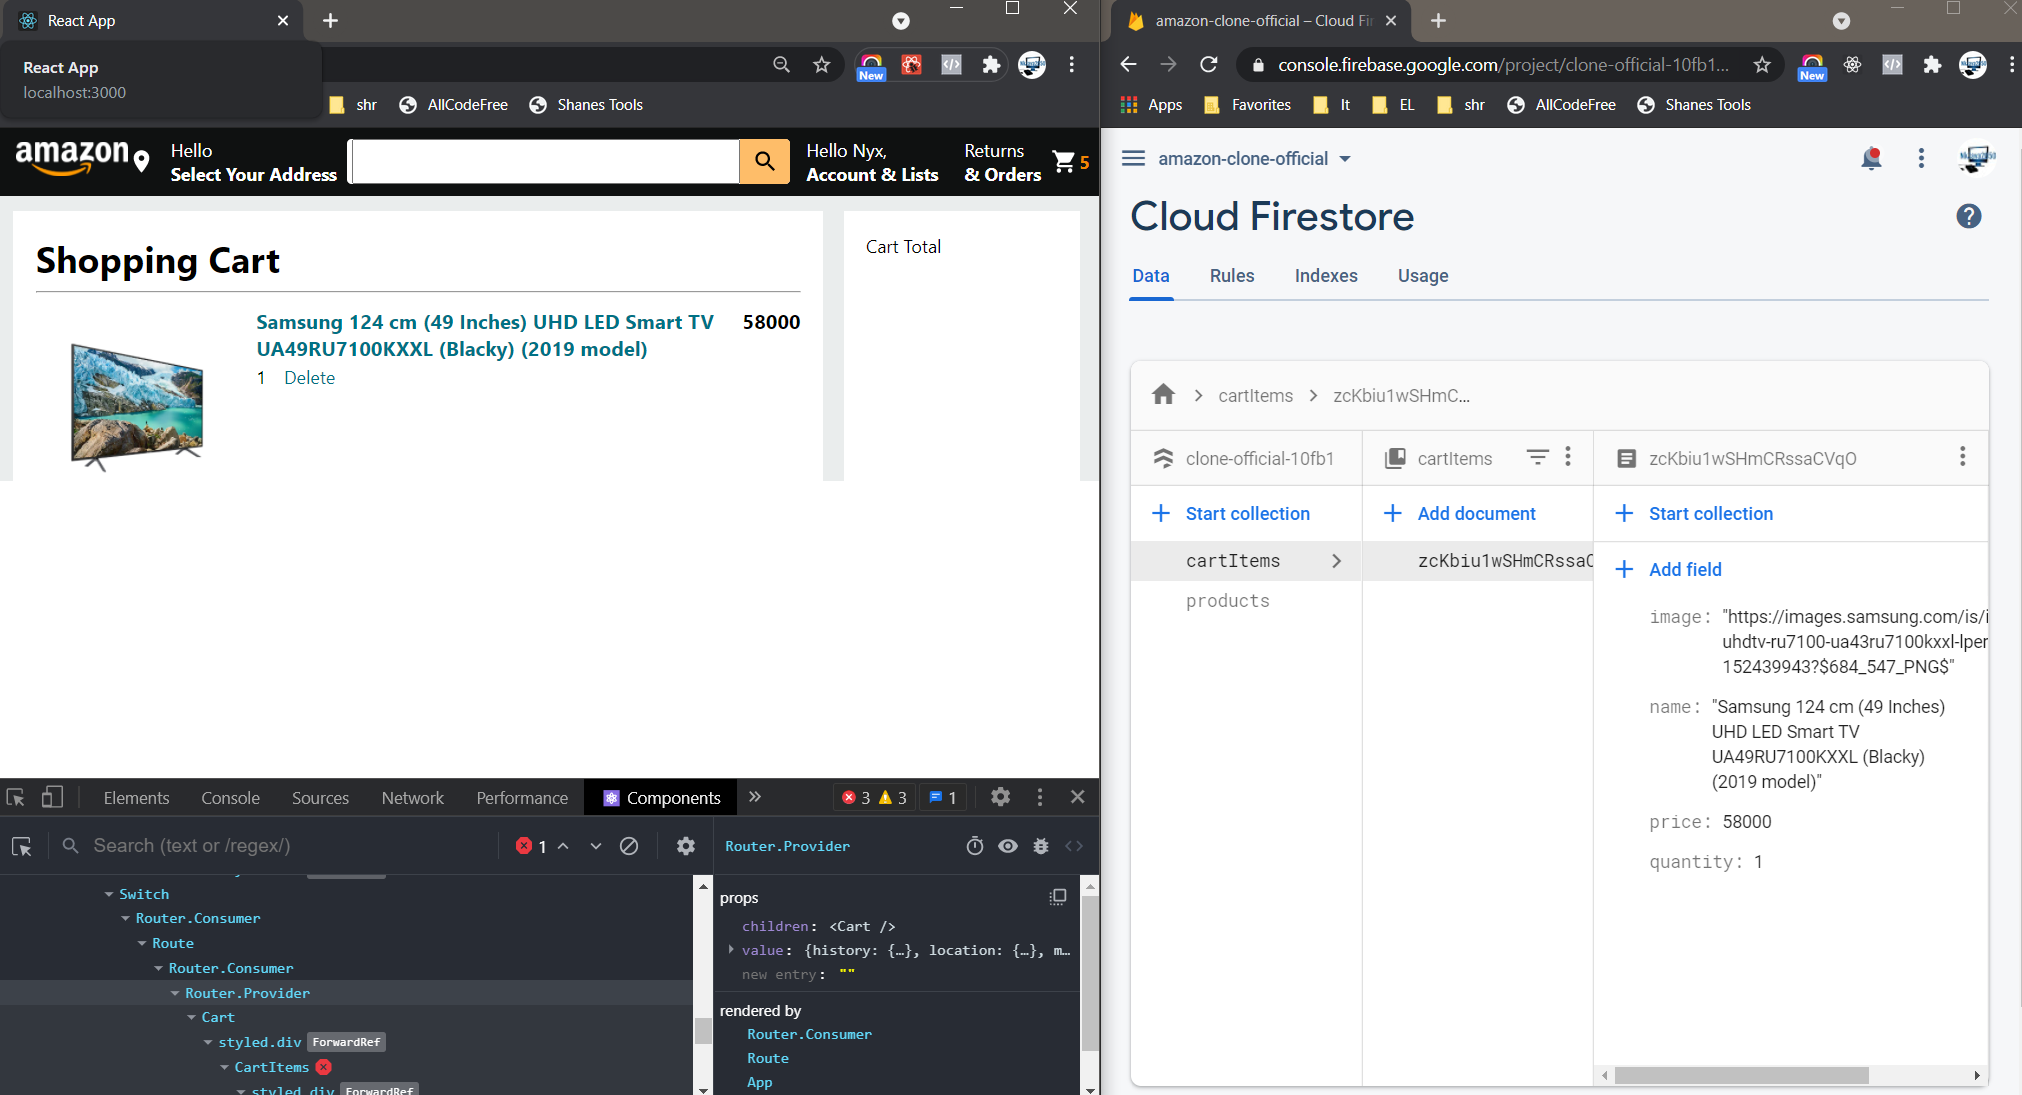 React App
React App
localhost:3000
New
shr
AllCodeFree
Shanes Tools
amazon
Hello
Select Your Address
Hello Nyx,
Account & Lists
Returns
& Orders
5
Shopping Cart
Samsung 124 cm (49 Inches) UHD LED Smart TV
UA49RU7100KXXL (Blacky) (2019 model)
58000
1 Delete
Cart Total
Elements Console Sources Network Performance Components » 3 3 1
Search (text or /regex/) 1
Switch
Router.Consumer
Route
Router.Consumer
Router.Provider
Cart
styled.div ForwardRef
CartItems
styled.div ForwardRef
Router.Provider
props
children: <Cart />
value: {history: {…}, location: {…}, m…
new entry: ""
rendered by
Router.Consumer
Route
App
amazon-clone-official – Cloud Fir
console.firebase.google.com/project/clone-official-10fb1...
New
Apps Favorites It EL shr AllCodeFree Shanes Tools
amazon-clone-official
Cloud Firestore
Data Rules Indexes Usage
cartItems > zcKbiu1wSHmC...
clone-official-10fb1
cartItems
zcKbiu1wSHmCRssaCVqO
+ Start collection
+ Add document
+ Start collection
cartItems
products
zcKbiu1wSHmCRssaC
+ Add field
image: "https://images.samsung.com/is/i
uhdtv-ru7100-ua43ru7100kxxl-lper
152439943?$684_547_PNG$"
name: "Samsung 124 cm (49 Inches)
UHD LED Smart TV
UA49RU7100KXXL (Blacky)
(2019 model)"
price: 58000
quantity: 1